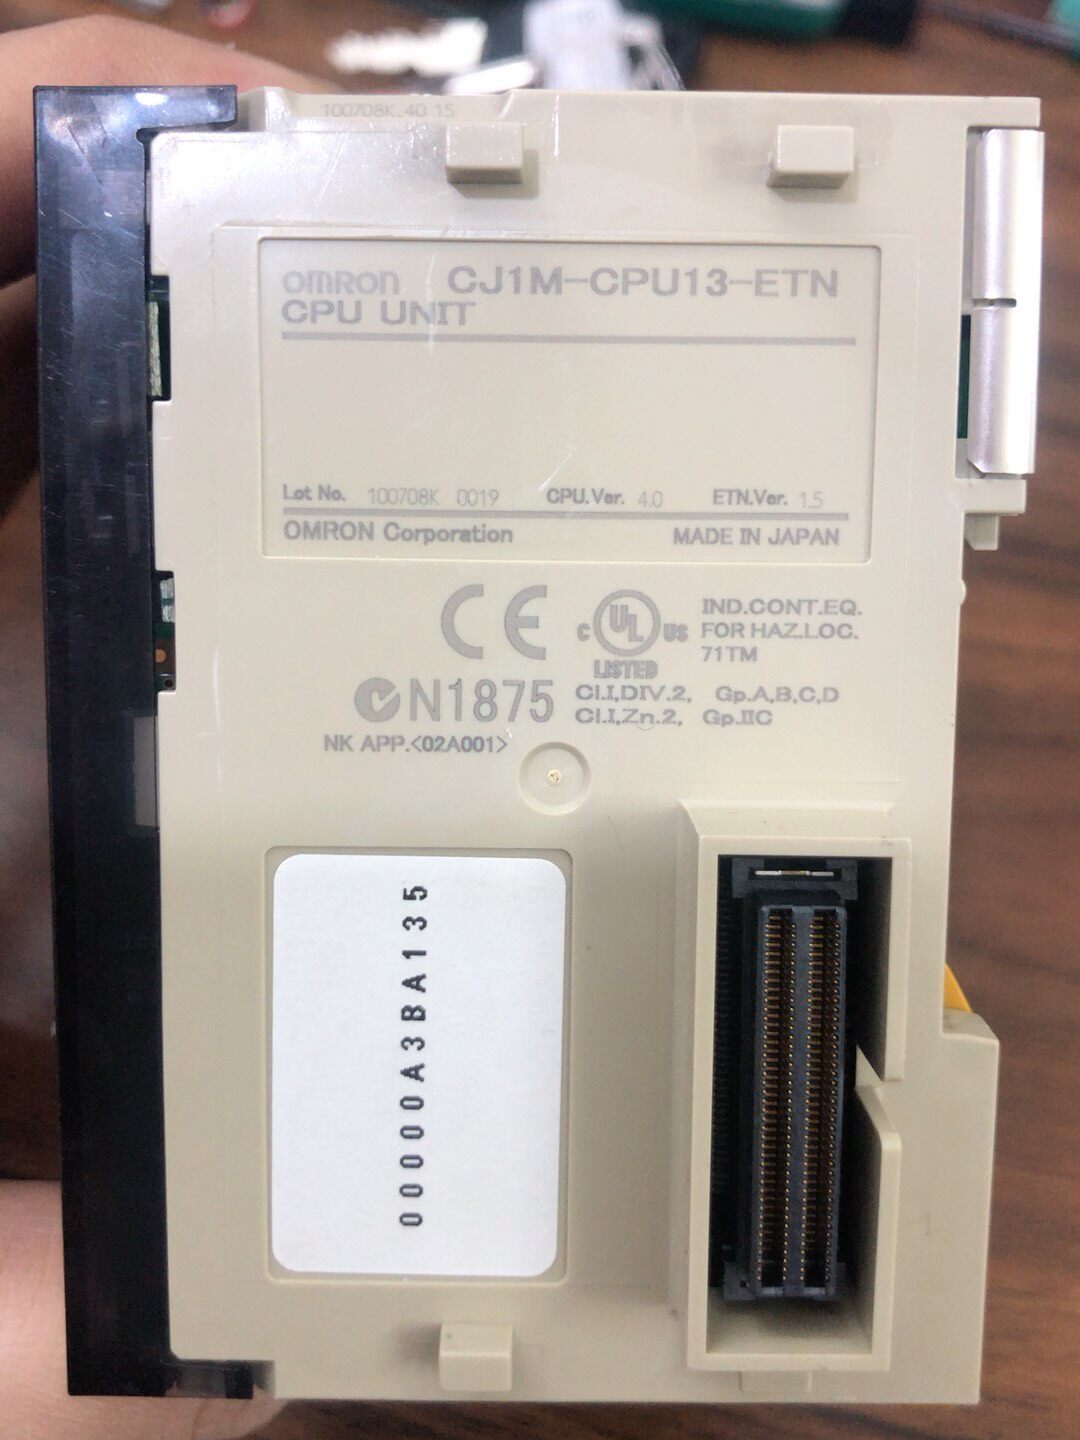 100708K_40 15
OMRON CJ1M-CPU13-ETN
CPU UNIT
Lot No. 100708K 0019 CPU.Ver. 4.0 ETN.Ver. 1.5
OMRON Corporation MADE IN JAPAN
CE
C UL US
LISTED
IND.CONT.EQ.
FOR HAZ.LOC.
71TM
N1875
Cl.I,DIV.2, Gp.A,B,C,D
Cl.I,Zn.2, Gp.IIC
NK APP.<02A001>
00000A3BA135